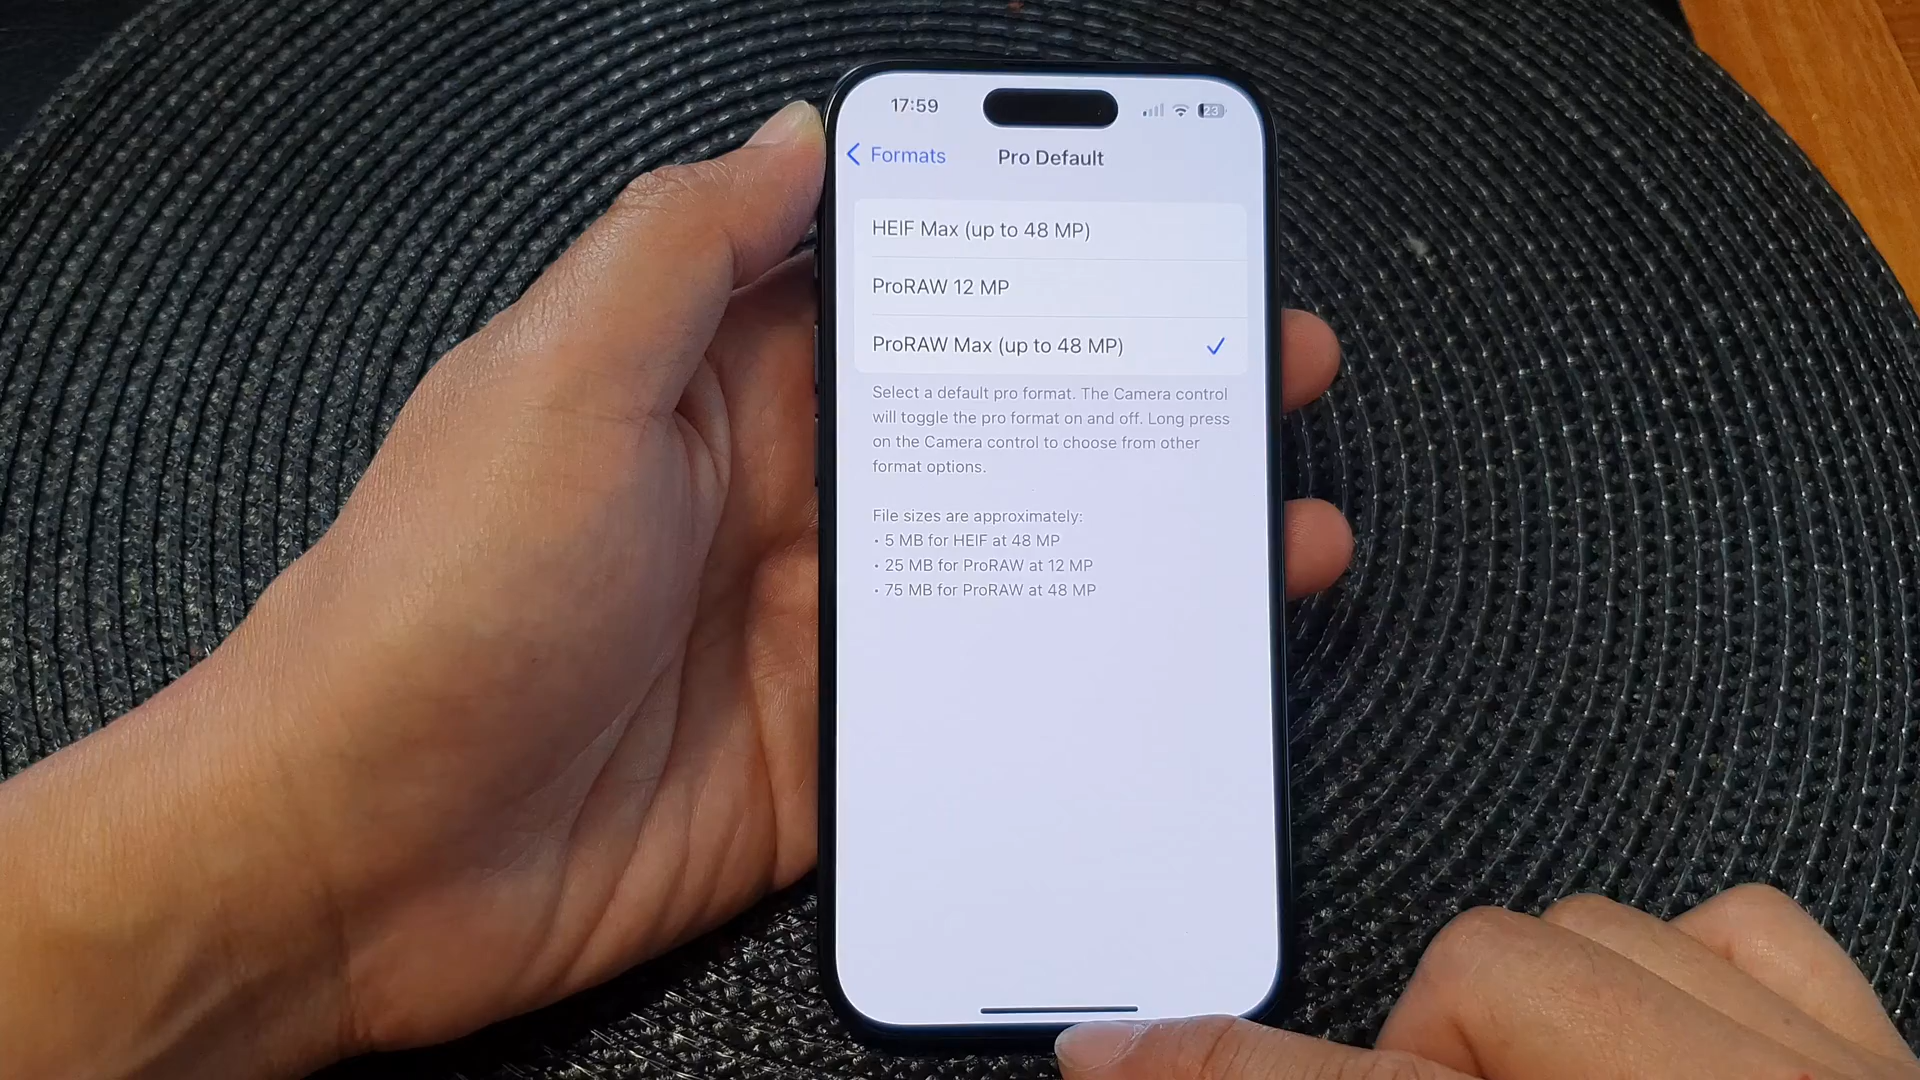 17:59
23
Formats
Pro Default
HEIF Max (up to 48 MP)
ProRAW 12 MP
ProRAW Max (up to 48 MP)
Select a default pro format. The Camera control
will toggle the pro format on and off. Long press
on the Camera control to choose from other
format options.
File sizes are approximately:
• 5 MB for HEIF at 48 MP
• 25 MB for ProRAW at 12 MP
• 75 MB for ProRAW at 48 MP